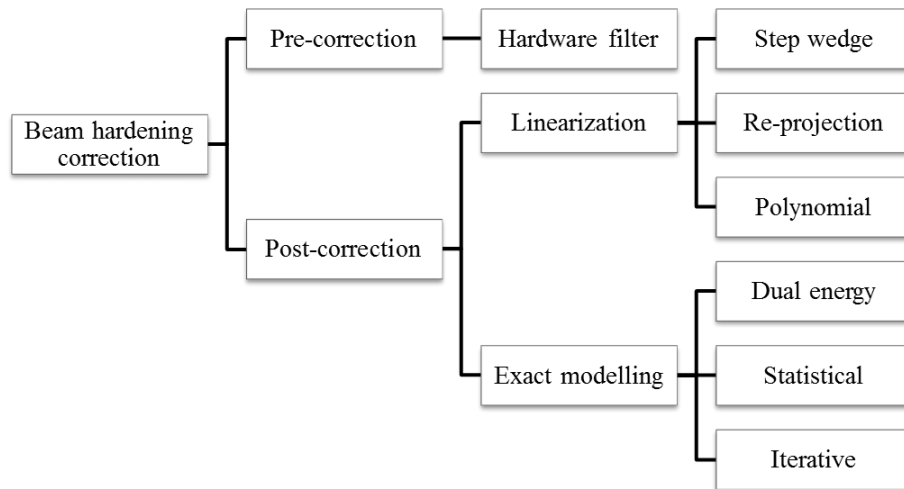 Beam hardening
correction
Pre-correction
Hardware filter
Post-correction
Linearization
Step wedge
Re-projection
Polynomial
Exact modelling
Dual energy
Statistical
Iterative